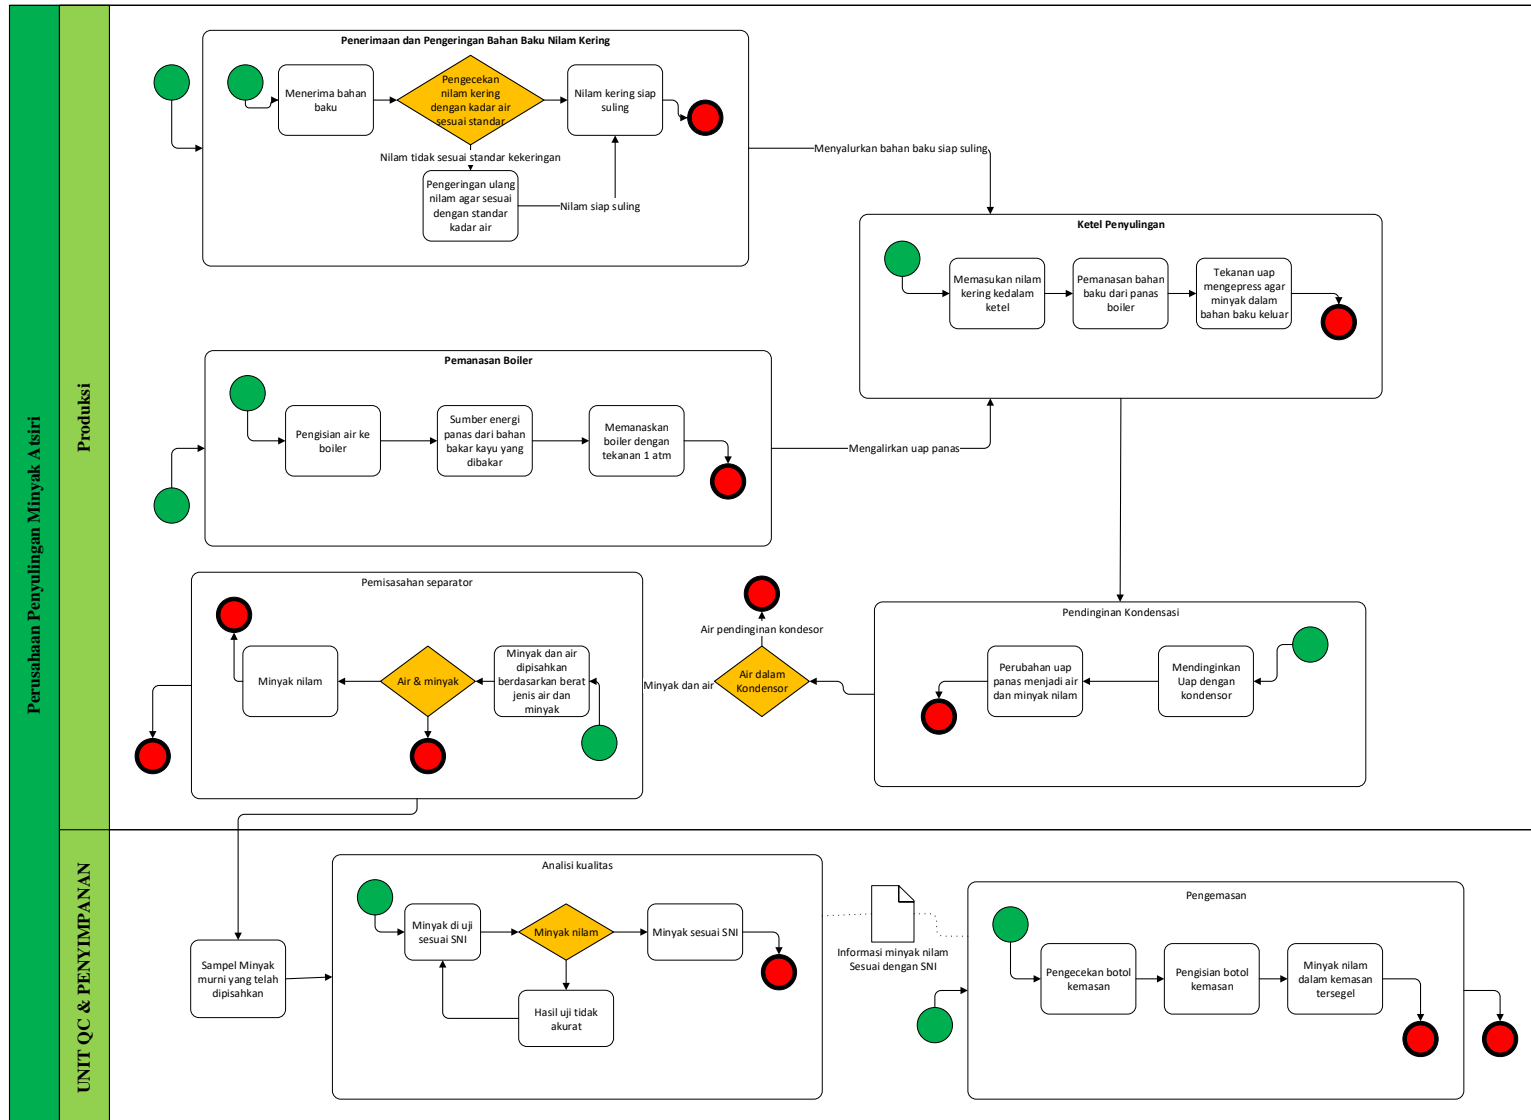 Perusahaan Penyulingan Minyak Atsiri
Produksi
Penerimaan dan Pengeringan Bahan Baku Nilam Kering
Menerima bahan
baku
Pengecekan
nilam kering
dengan kadar air
sesuai standar
Nilam kering siap
suling
Nilam tidak sesuai standar kekeringan
Pengeringan ulang
nilam agar sesuai
dengan standar
kadar air
Nilam siap suling
Menyalurkan bahan baku siap suling
Ketel Penyulingan
Memasukan nilam
kering kedalam
ketel
Pemanasan bahan
baku dari panas
boiler
Tekanan uap
mengepress agar
minyak dalam
bahan baku keluar
Pemanasan Boiler
Pengisian air ke
boiler
Sumber energi
panas dari bahan
bakar kayu yang
dibakar
Memanaskan
boiler dengan
tekanan 1 atm
Mengalirkan uap panas
Pendinginan Kondensasi
Mendinginkan
Uap dengan
kondensor
Perubahan uap
panas menjadi air
dan minyak nilam
Air dalam
Kondensor
Air pendinginan kondesor
Minyak dan air
Pemisasahan separator
Minyak dan air
dipisahkan
berdasarkan berat
jenis air dan
minyak
Air & minyak
Minyak nilam
UNIT QC & PENYIMPANAN
Sampel Minyak
murni yang telah
dipisahkan
Analisi kualitas
Minyak di uji
sesuai SNI
Minyak nilam
Minyak sesuai SNI
Hasil uji tidak
akurat
Informasi minyak nilam
Sesuai dengan SNI
Pengemasan
Pengecekan botol
kemasan
Pengisian botol
kemasan
Minyak nilam
dalam kemasan
tersegel